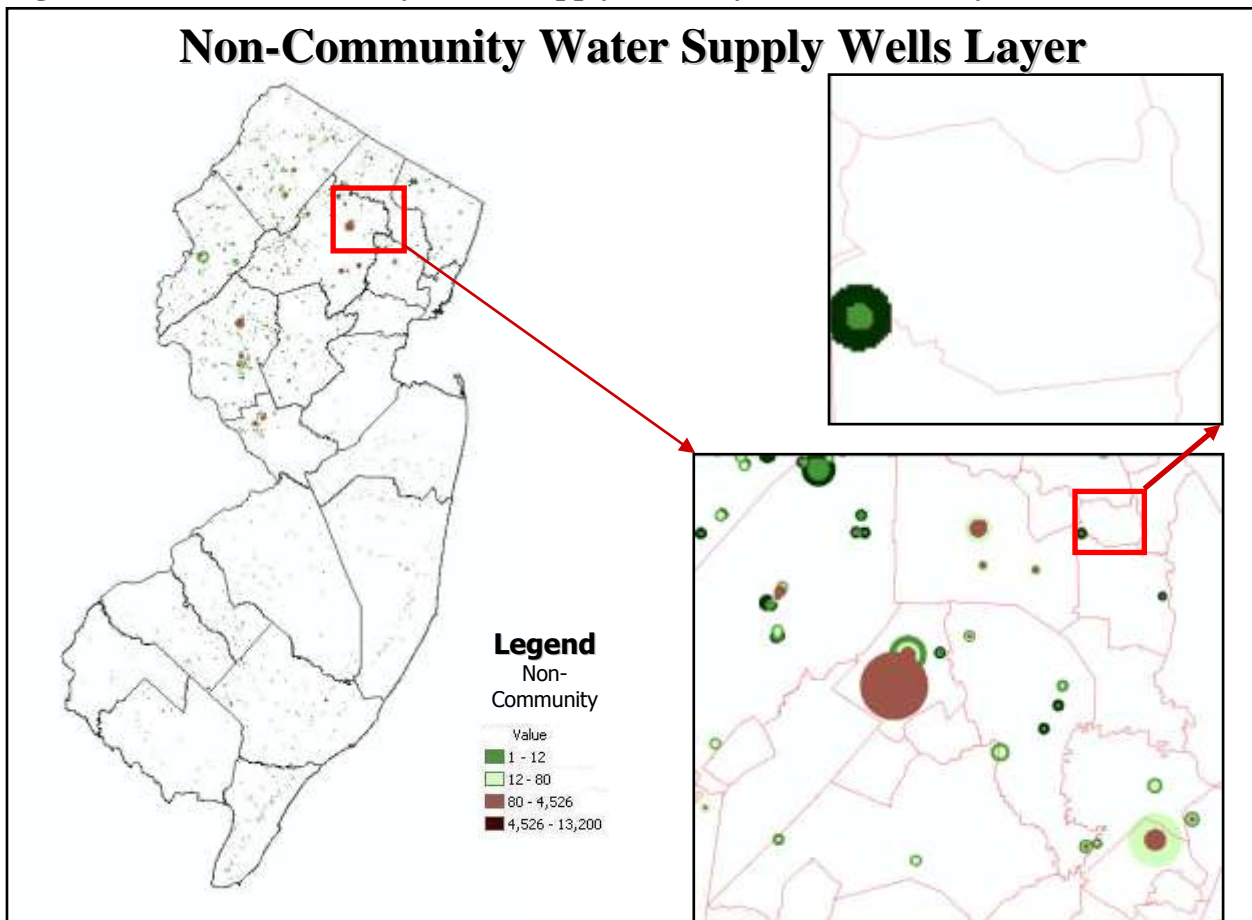 Non-Community Water Supply Wells Layer
Legend
Non-
Community
Value
1 - 12
12 - 80
80 - 4,526
4,526 - 13,200